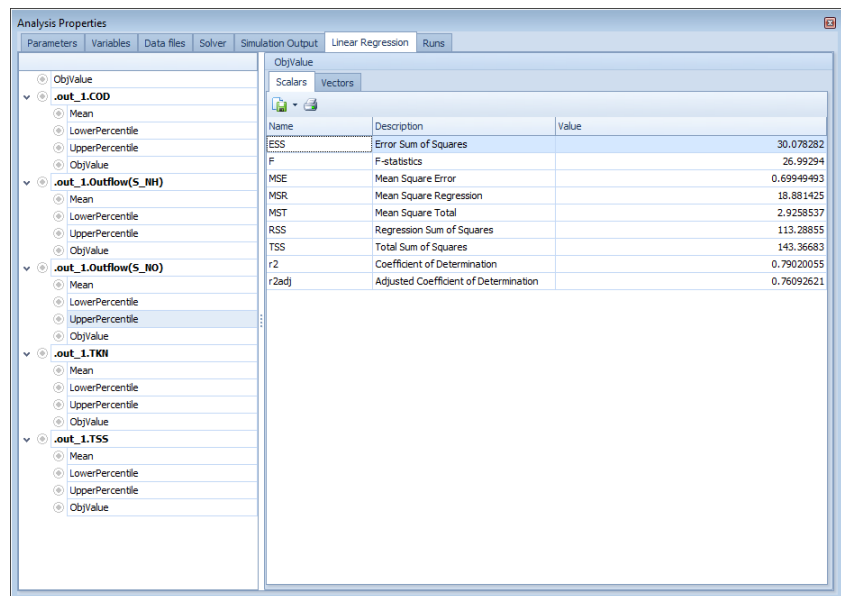 Analysis Properties
Parameters Variables Data files Solver Simulation Output Linear Regression Runs
ObjValue
.out_1.COD
Mean
LowerPercentile
UpperPercentile
ObjValue
.out_1.Outflow(S_NH)
Mean
LowerPercentile
UpperPercentile
ObjValue
.out_1.Outflow(S_NO)
Mean
LowerPercentile
UpperPercentile
ObjValue
.out_1.TKN
Mean
LowerPercentile
UpperPercentile
ObjValue
.out_1.TSS
Mean
LowerPercentile
UpperPercentile
ObjValue
ObjValue
Scalars Vectors
Name Description Value
ESS Error Sum of Squares 30.078282
F F-statistics 26.99294
MSE Mean Square Error 0.69949493
MSR Mean Square Regression 18.881425
MST Mean Square Total 2.9258537
RSS Regression Sum of Squares 113.28855
TSS Total Sum of Squares 143.36683
r2 Coefficient of Determination 0.79020055
r2adj Adjusted Coefficient of Determination 0.76092621